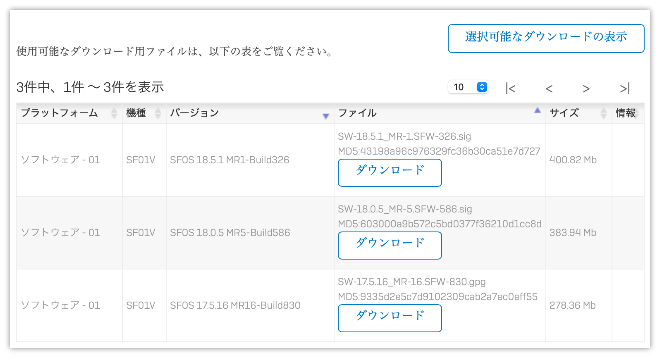 選択可能なダウンロードの表示
使用可能なダウンロード用ファイルは、以下の表をご覧ください。
3件中、1件 ～ 3件を表示
10 |< < > >|
プラットフォーム 機種 バージョン ファイル サイズ 情報
SW-18.5.1_MR-1.SFW-326.sig
MD5:43198a96c976329fc36b30ca51e7d727
ソフトウェア - 01 SF01V SFOS 18.5.1 MR1-Build326 400.82 Mb
ダウンロード
SW-18.0.5_MR-5.SFW-586.sig
MD5:603000a9b572c5bd0377f36210d1cc8d
ソフトウェア - 01 SF01V SFOS 18.0.5 MR5-Build586 383.94 Mb
ダウンロード
SW-17.5.16_MR-16.SFW-830.gpg
MD5:9335d2e5c7d9102309cab2a7ec0eff55
ソフトウェア - 01 SF01V SFOS 17.5.16 MR16-Build830 278.36 Mb
ダウンロード